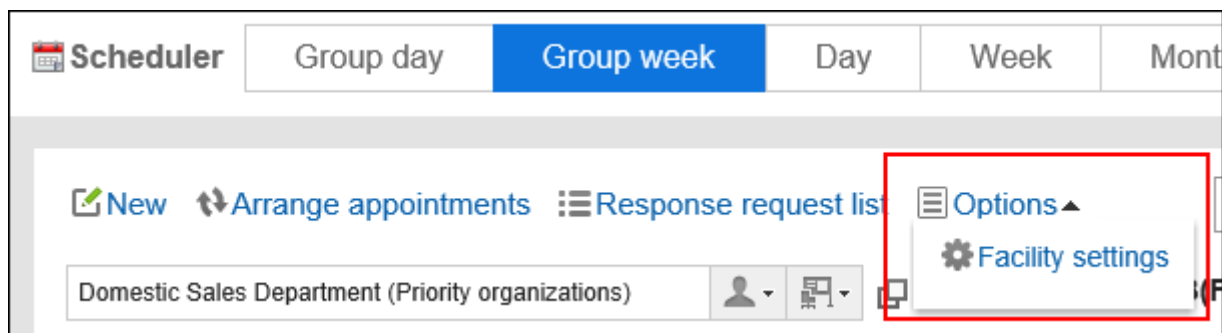 Scheduler Group day Group week Day Week Mont
New Arrange appointments Response request list Options
Facility settings
Domestic Sales Department (Priority organizations)